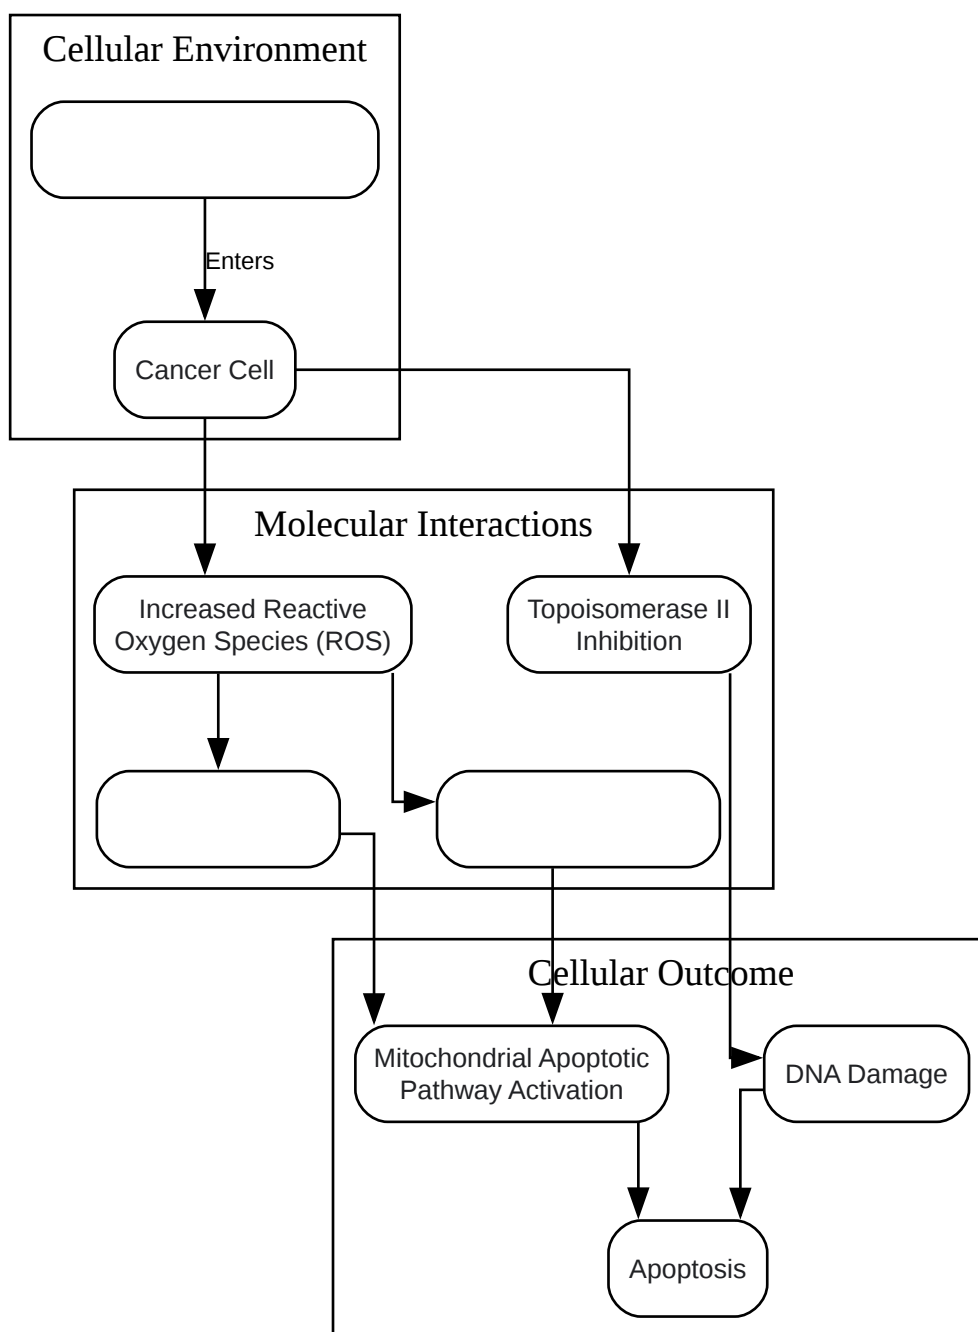 Cellular Environment
Enters
Cancer Cell
Molecular Interactions
Increased Reactive
Oxygen Species (ROS)
Topoisomerase II
Inhibition
Cellular Outcome
Mitochondrial Apoptotic
Pathway Activation
DNA Damage
Apoptosis